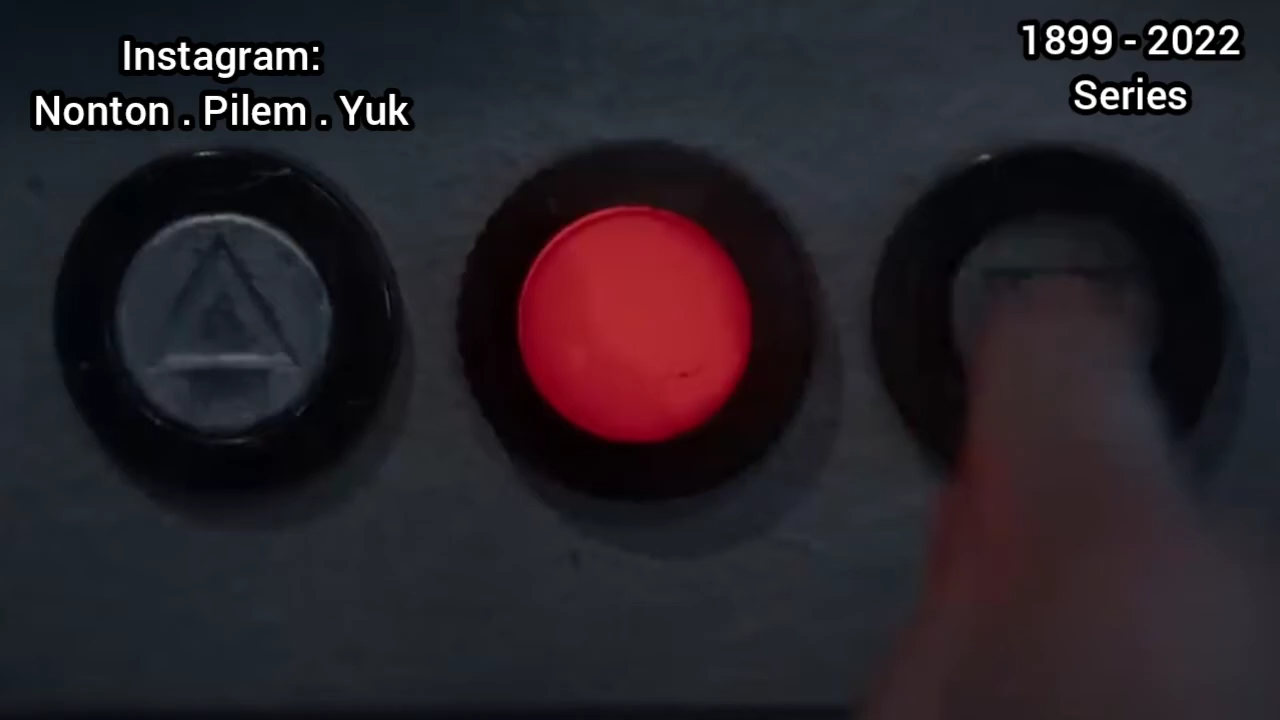 Instagram:
Nonton . Pilem . Yuk
1899 - 2022
Series